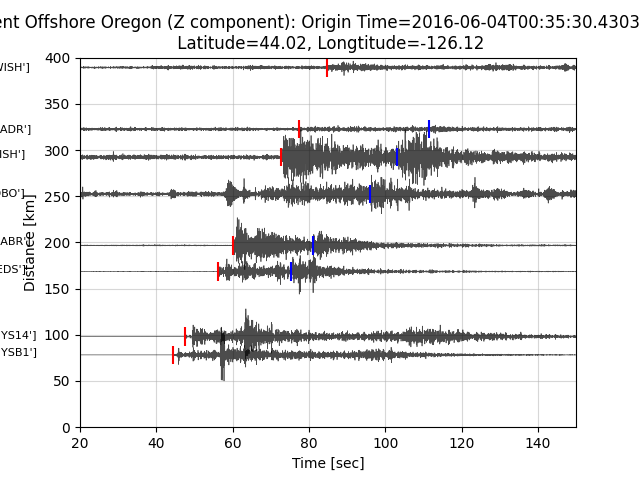 ent Offshore Oregon (Z component): Origin Time=2016-06-04T00:35:30.4303
Latitude=44.02, Longtitude=-126.12
400
WISH']
350
ADR']
300
ISH']
250
OBO']
Distance [km]
200
ABR']
EDS']
150
100
YS14']
YSB1']
50
0
20 40 60 80 100 120 140
Time [sec]